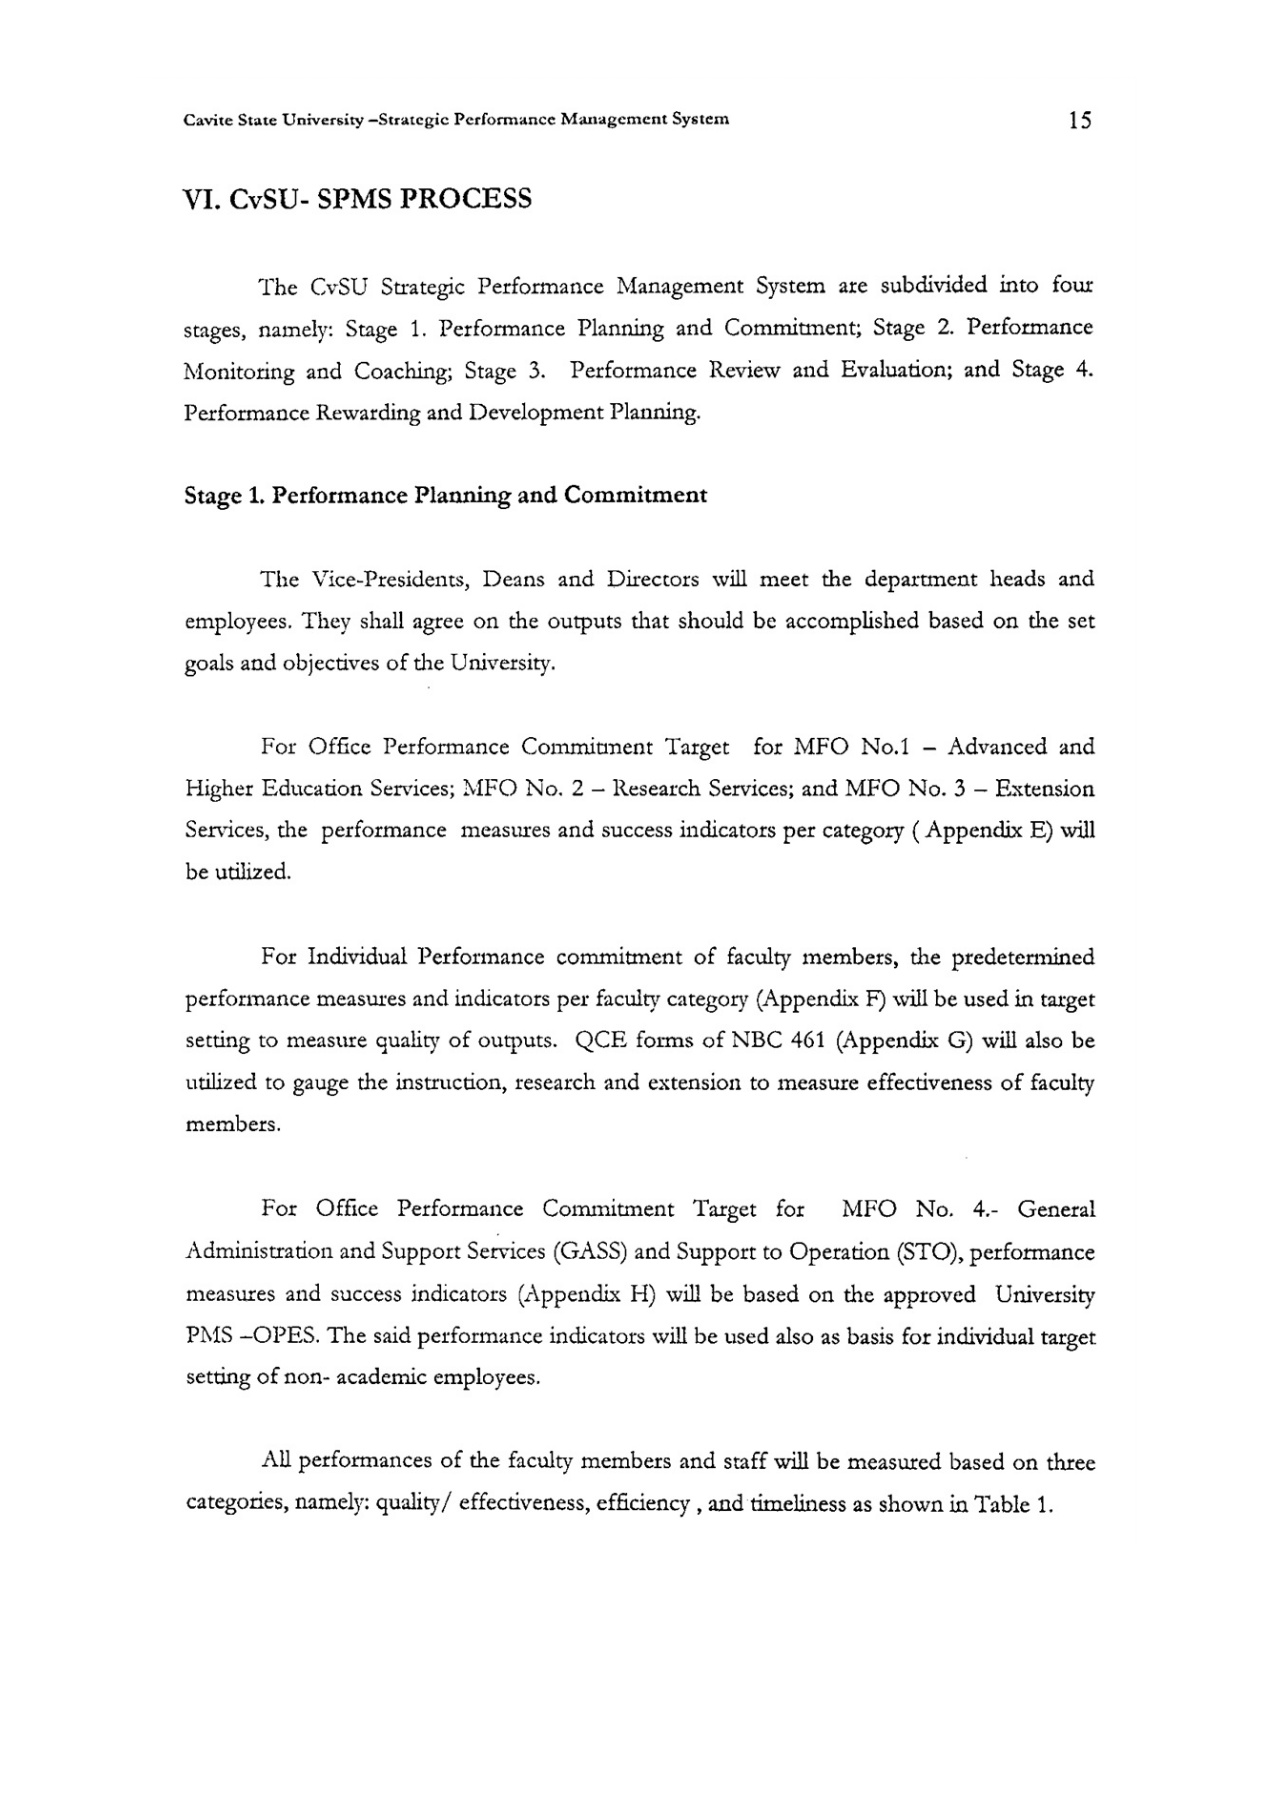 Cavite State University –Strategic Performance Management System 15
VI. CvSU- SPMS PROCESS
The CvSU Strategic Performance Management System are subdivided into four
stages, namely: Stage 1. Performance Planning and Commitment; Stage 2. Performance
Monitoring and Coaching; Stage 3. Performance Review and Evaluation; and Stage 4.
Performance Rewarding and Development Planning.
Stage 1. Performance Planning and Commitment
The Vice-Presidents, Deans and Directors will meet the department heads and
employees. They shall agree on the outputs that should be accomplished based on the set
goals and objectives of the University.
For Office Performance Commitment Target for MFO No.1 – Advanced and
Higher Education Services; MFO No. 2 – Research Services; and MFO No. 3 – Extension
Services, the performance measures and success indicators per category ( Appendix E) will
be utilized.
For Individual Performance commitment of faculty members, the predetermined
performance measures and indicators per faculty category (Appendix F) will be used in target
setting to measure quality of outputs. QCE forms of NBC 461 (Appendix G) will also be
utilized to gauge the instruction, research and extension to measure effectiveness of faculty
members.
For Office Performance Commitment Target for MFO No. 4.- General
Administration and Support Services (GASS) and Support to Operation (STO), performance
measures and success indicators (Appendix H) will be based on the approved University
PMS –OPES. The said performance indicators will be used also as basis for individual target
setting of non- academic employees.
All performances of the faculty members and staff will be measured based on three
categories, namely: quality/ effectiveness, efficiency , and timeliness as shown in Table 1.